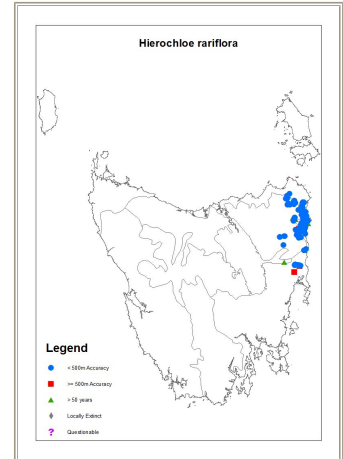 Hierochloe rariflora
Legend
< 500m Accuracy
>= 500m Accuracy
> 50 years
Locally Extinct
? Questionable